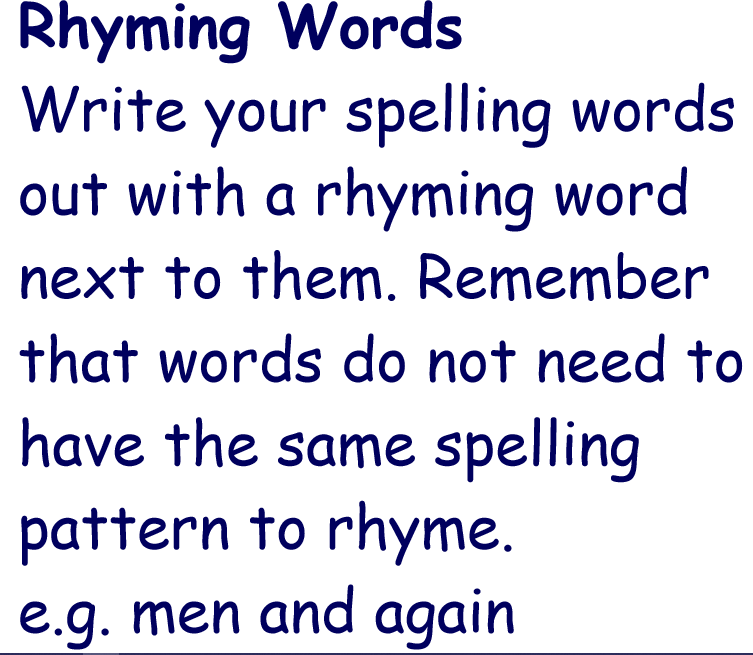 Rhyming Words
Write your spelling words
out with a rhyming word
next to them. Remember
that words do not need to
have the same spelling
pattern to rhyme.
e.g. men and again